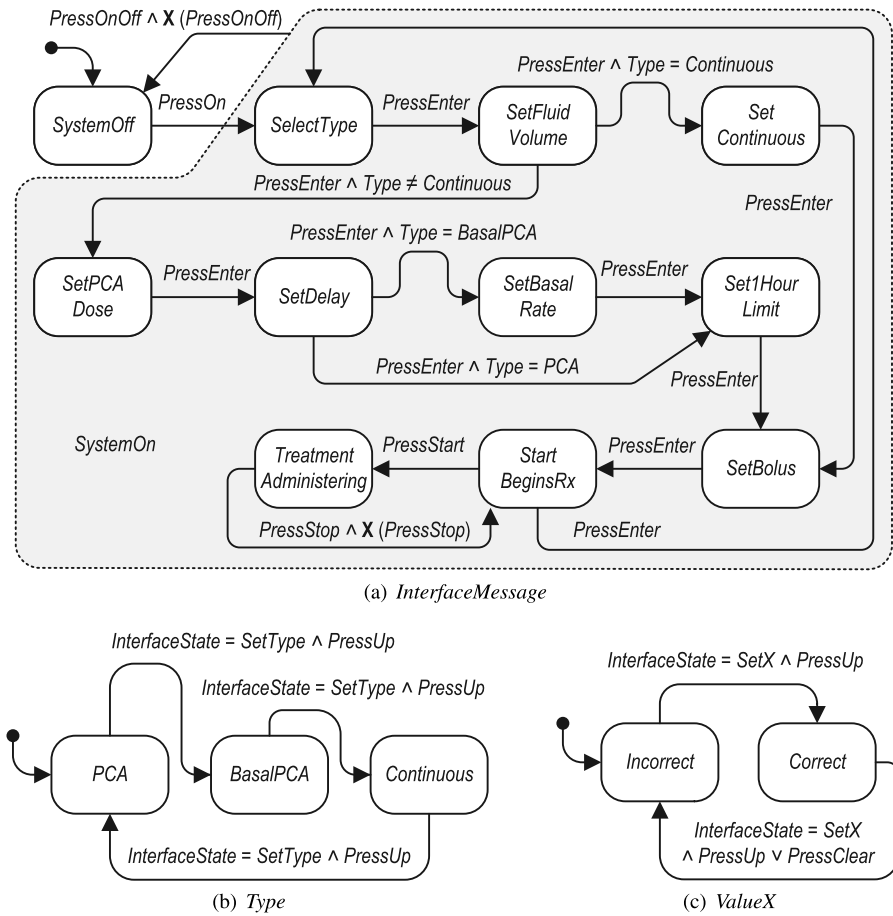 PressOnOff ∧ X (PressOnOff)
SystemOff
PressOn
SelectType
PressEnter
SetFluid
Volume
PressEnter ∧ Type = Continuous
Set
Continuous
PressEnter ∧ Type ≠ Continuous
PressEnter
SetPCA
Dose
PressEnter
SetDelay
PressEnter ∧ Type = BasalPCA
SetBasal
Rate
PressEnter
Set1Hour
Limit
PressEnter ∧ Type = PCA
PressEnter
SystemOn
Treatment
Administering
PressStart
Start
BeginsRx
PressEnter
SetBolus
PressStop ∧ X (PressStop)
PressEnter
(a) InterfaceMessage
InterfaceState = SetType ∧ PressUp
InterfaceState = SetType ∧ PressUp
PCA
BasalPCA
Continuous
InterfaceState = SetType ∧ PressUp
(b) Type
InterfaceState = SetX ∧ PressUp
Incorrect
Correct
InterfaceState = SetX
∧ PressUp ∨ PressClear
(c) ValueX